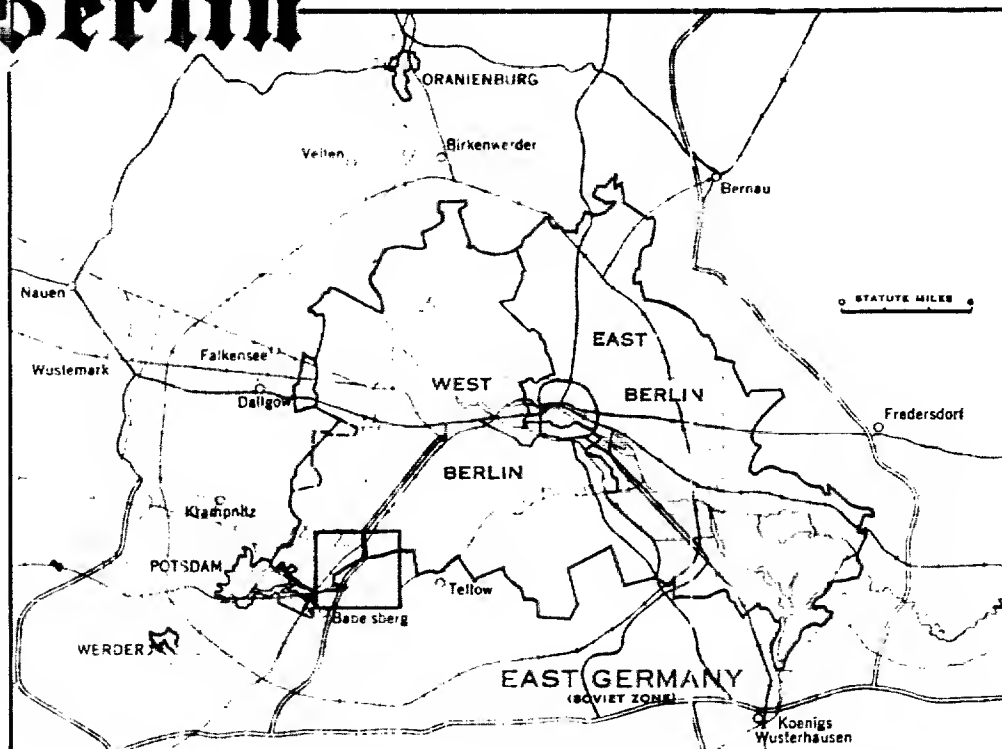 Berlin
ORANIENBURG
Birkenwerder
Velten
Bernau
Nauen
STATUTE MILES
EAST
BERLIN
Falkensee
Wustemark
WEST
Dallgow
Fredersdorf
BERLIN
Krampnitz
POTSDAM
Teltow
Babelsberg
WERDER
EAST GERMANY
(SOVIET ZONE)
Koenigs
Wusterhausen